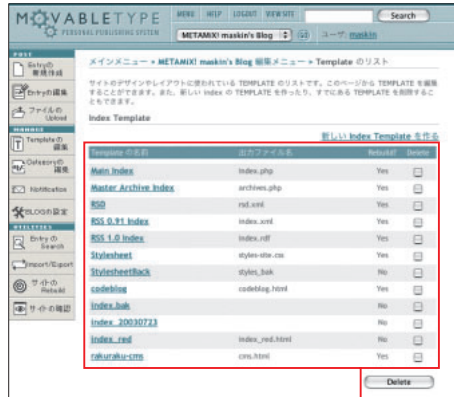 MOVABLETYPE
PERSONAL PUBLISHING SYSTEM
MENU HELP LOGOUT VIEW SITE
Search
METAMiX! maskin's Blog
ユーザ: maskin
POST
Entryの新規作成
Entryの編集
ファイルのUpload
MANAGE
Templateの編集
Categoryの編集
Notification
BLOGの設定
UTILITIES
Entry の Search
Import/Export
サイトの Rebuild
サイトの確認
メインメニュー » METAMiX! maskin's Blog 編集メニュー » Template のリスト
サイトのデザインやレイアウトに使われている TEMPLATE のリストです。このページから TEMPLATE を編集
することができます。また、新しい index の TEMPLATE を作ったり、すでにある TEMPLATE を削除するこ
ともできます。
Index Template
新しい Index Template を作る
Template の名前 出力ファイル名 Rebuild? Delete
Main Index index.php Yes
Master Archive Index archives.php Yes
RSD rsd.xml Yes
RSS 0.91 Index index.xml Yes
RSS 1.0 Index index.rdf Yes
Stylesheet styles-site.css Yes
StylesheetBack styles_bak No
codeblog codeblog.html Yes
index.bak No
index_20030723 No
index_red index_red.html No
rakuraku-cms cms.html Yes
Delete